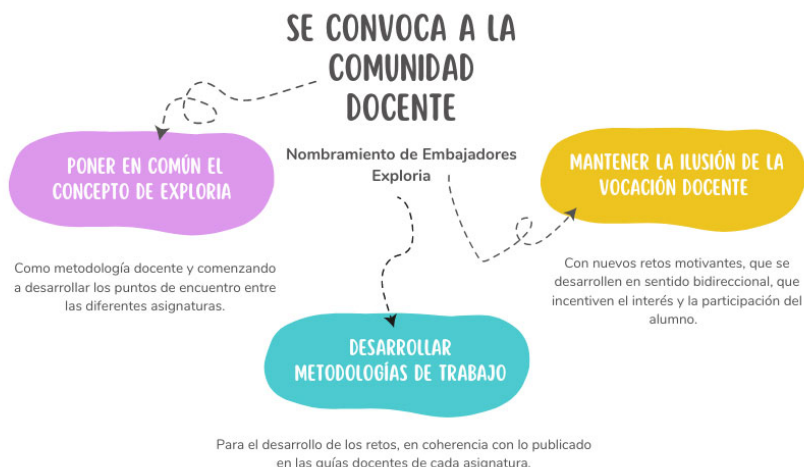 SE CONVOCA A LA
COMUNIDAD
DOCENTE
Nombramiento de Embajadores
Exploria
PONER EN COMÚN EL
CONCEPTO DE EXPLORIA
Como metodología docente y comenzando
a desarrollar los puntos de encuentro entre
las diferentes asignaturas.
MANTENER LA ILUSIÓN DE LA
VOCACIÓN DOCENTE
Con nuevos retos motivantes, que se
desarrollen en sentido bidireccional, que
incentiven el interés y la participación del
alumno.
DESARROLLAR
METODOLOGÍAS DE TRABAJO
Para el desarrollo de los retos, en coherencia con lo publicado
en las guías docentes de cada asignatura.